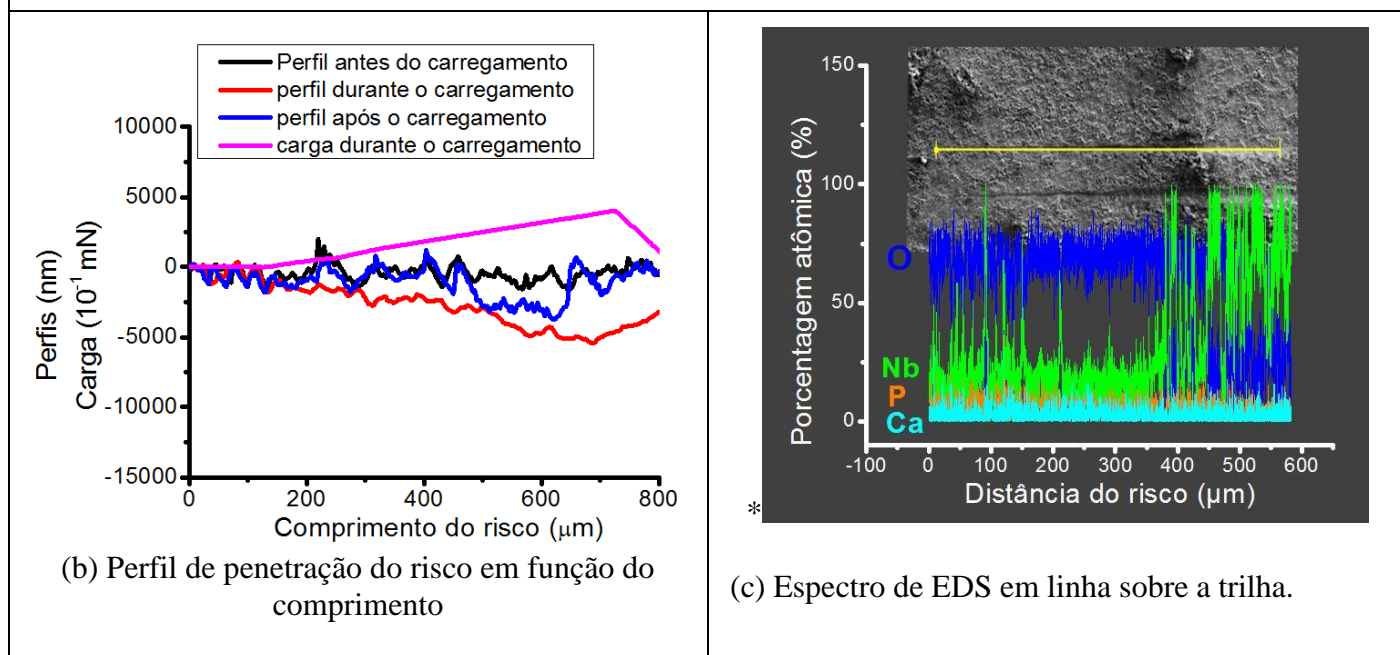 Perfil antes do carregamento
perfil durante o carregamento
perfil após o carregamento
carga durante o carregamento
Perfis (nm)
Carga (10⁻¹ mN)
10000
5000
0
-5000
-10000
-15000
0
200
400
600
800
Comprimento do risco (μm)
(b) Perfil de penetração do risco em função do
comprimento
Porcentagem atômica (%)
150
100
50
0
O
Nb
P
Ca
-100
0
100
200
300
400
500
600
Distância do risco (μm)
*
(c) Espectro de EDS em linha sobre a trilha.